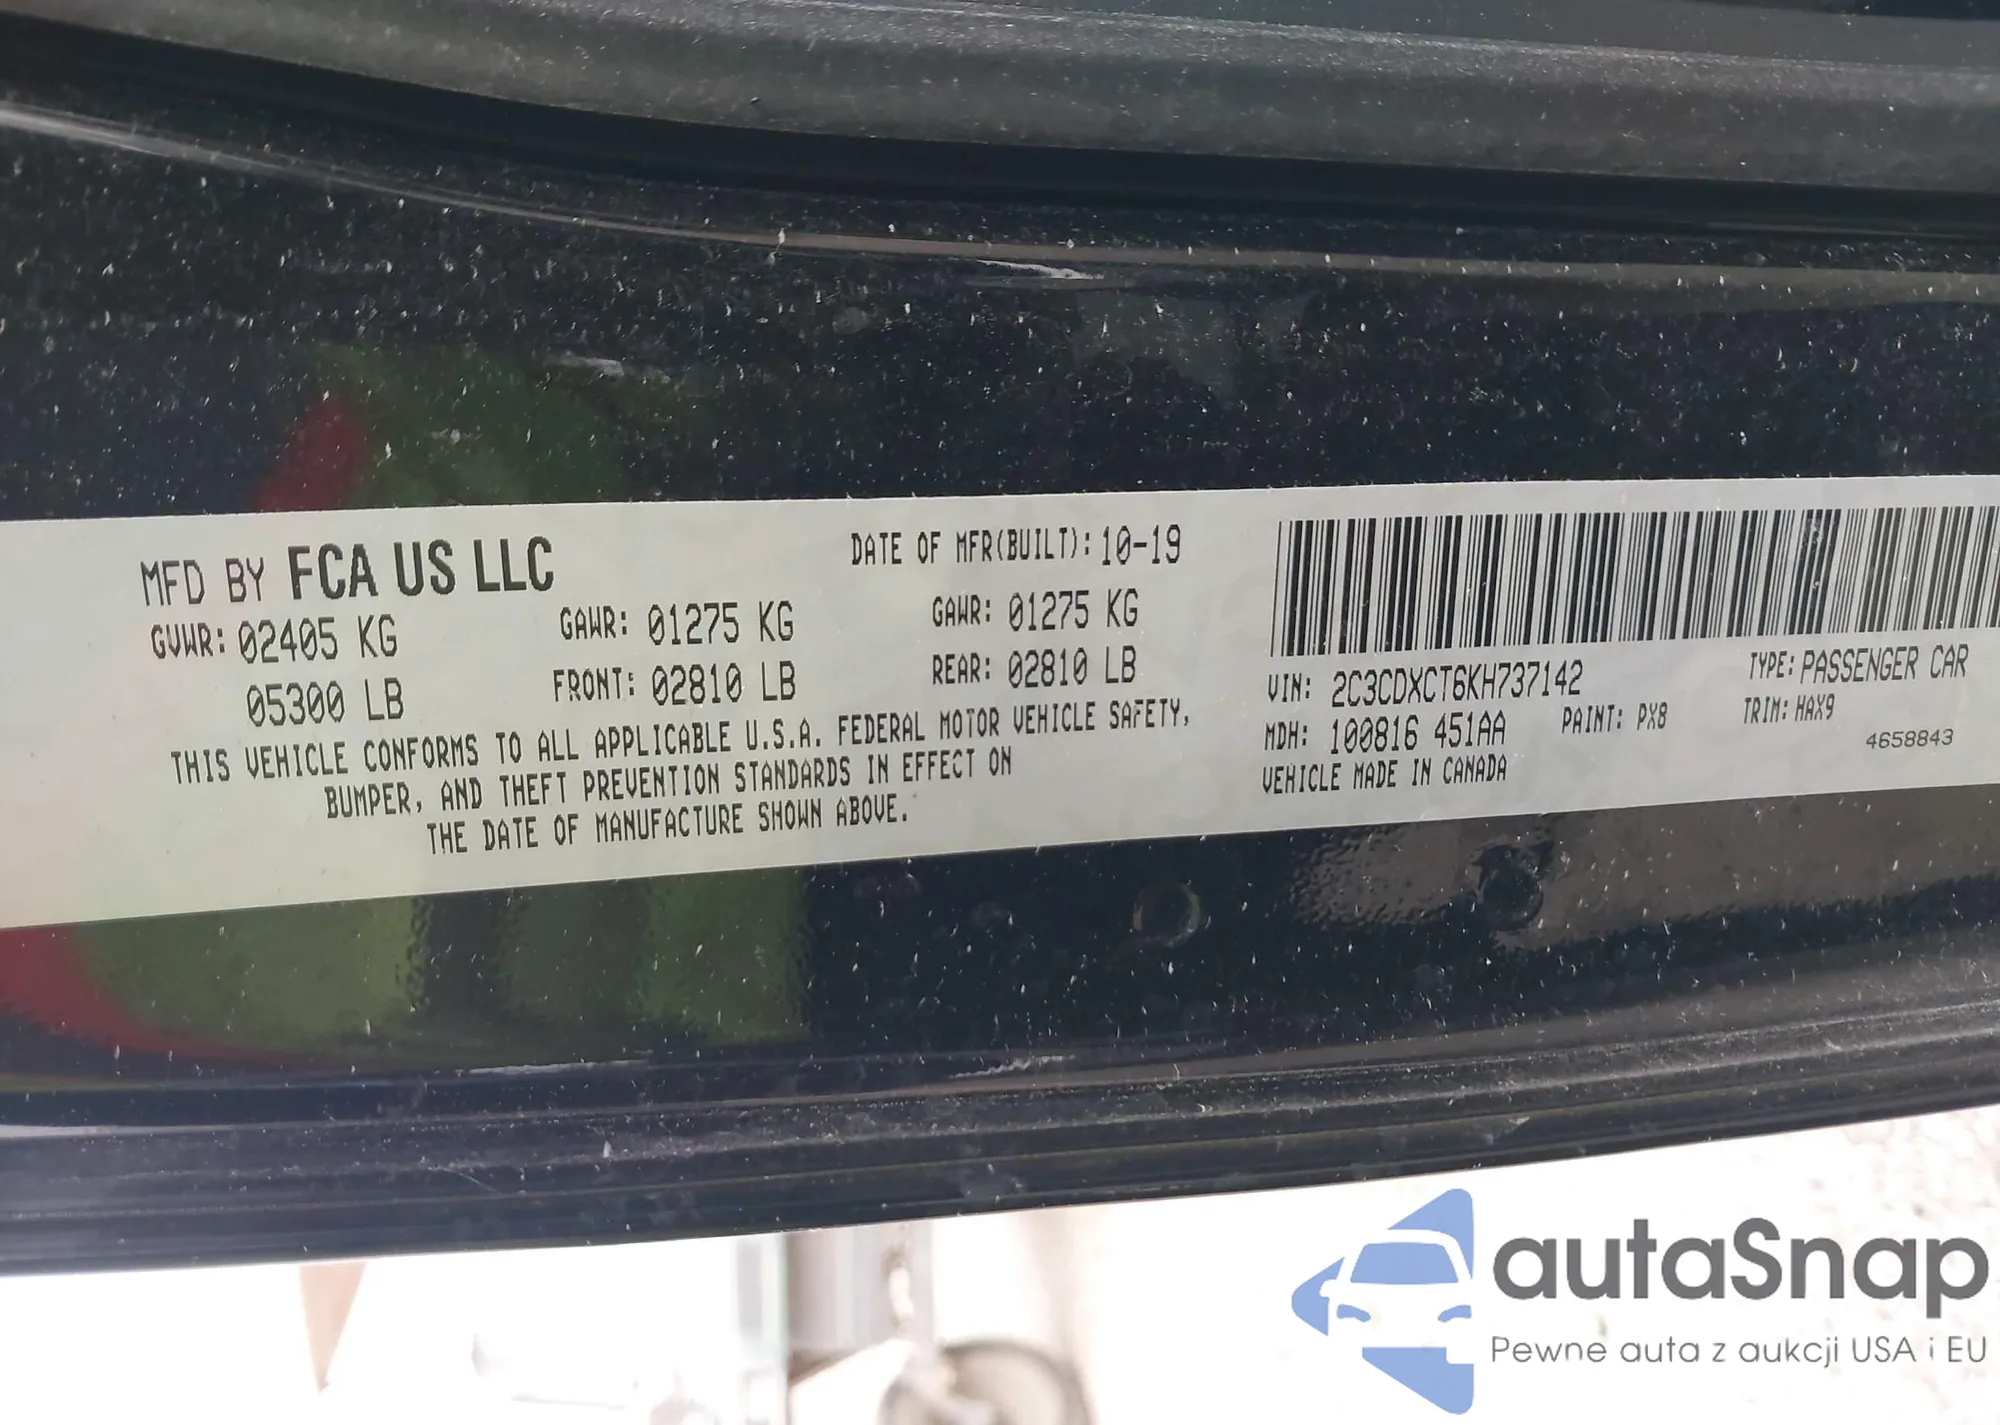 MFD BY FCA US LLC
DATE OF MFR(BUILT): 10-19
GVWR: 02405 KG
GAWR: 01275 KG
GAWR: 01275 KG
05300 LB
FRONT: 02810 LB
REAR: 02810 LB
THIS VEHICLE CONFORMS TO ALL APPLICABLE U.S.A. FEDERAL MOTOR VEHICLE SAFETY,
BUMPER, AND THEFT PREVENTION STANDARDS IN EFFECT ON
THE DATE OF MANUFACTURE SHOWN ABOVE.
VIN: 2C3CDXCT6KH737142
TYPE: PASSENGER CAR
MDH: 100816 451AA
PAINT: PX8
TRIM: HAX9
VEHICLE MADE IN CANADA
4658843
autaSnap
Pewne auta z aukcji USA i EU